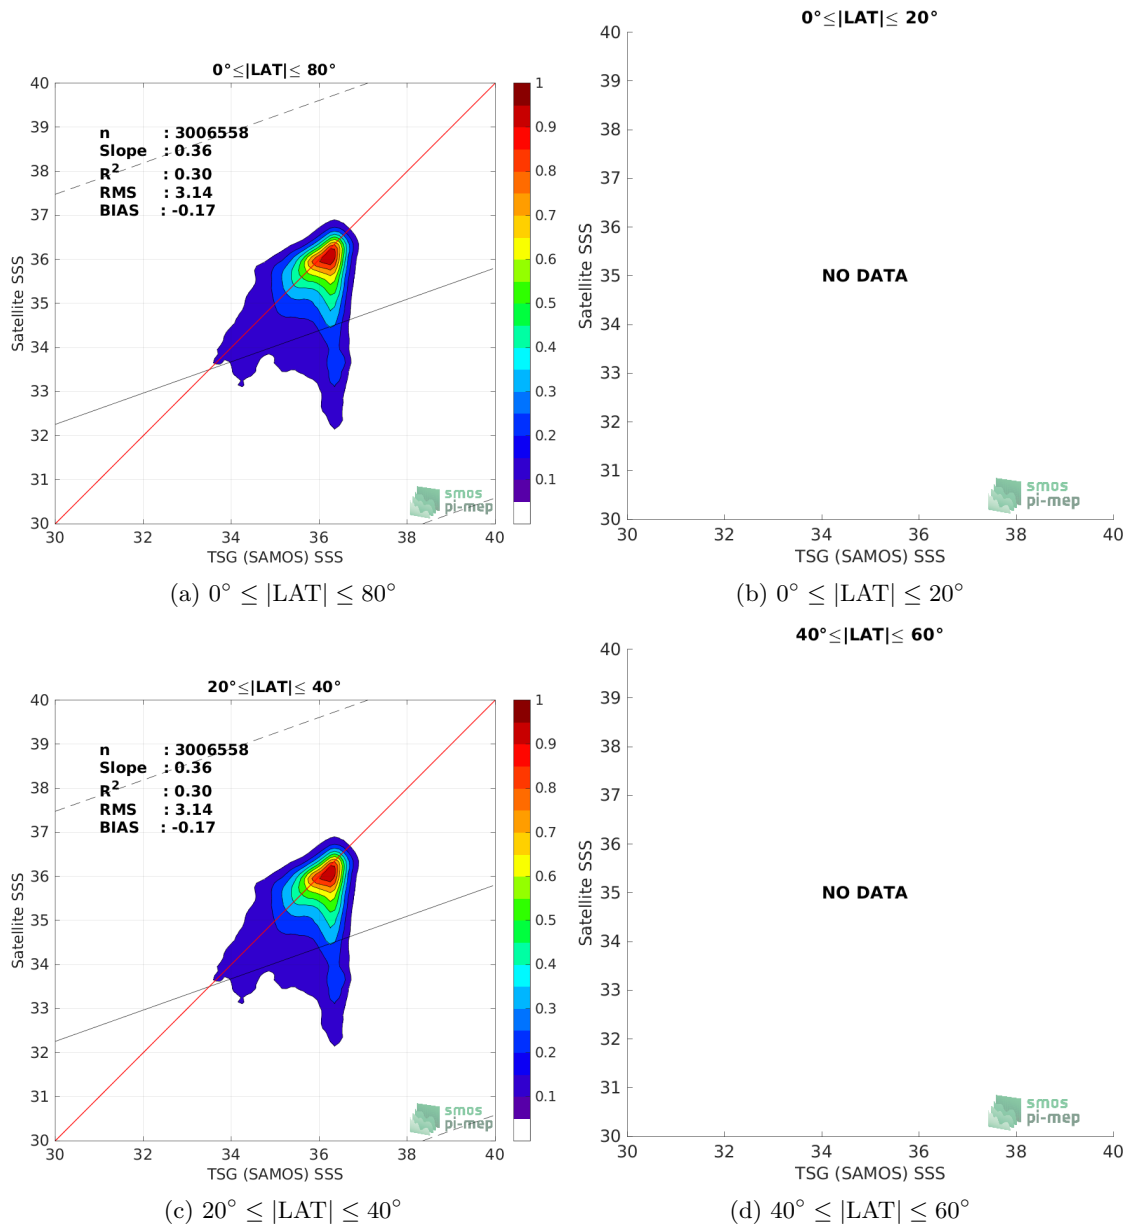 0°≤|LAT|≤ 80°
40
39
38
37
36
35
34
33
32
31
30
30
32
34
36
38
40
Satellite SSS
TSG (SAMOS) SSS
n : 3006558
Slope : 0.36
R² : 0.30
RMS : 3.14
BIAS : -0.17
1
0.9
0.8
0.7
0.6
0.5
0.4
0.3
0.2
0.1
smos
pi-mep
(a) 0° ≤ |LAT| ≤ 80°
0°≤|LAT|≤ 20°
40
39
38
37
36
35
34
33
32
31
30
30
32
34
36
38
40
Satellite SSS
TSG (SAMOS) SSS
NO DATA
smos
pi-mep
(b) 0° ≤ |LAT| ≤ 20°
20°≤|LAT|≤ 40°
40
39
38
37
36
35
34
33
32
31
30
30
32
34
36
38
40
Satellite SSS
TSG (SAMOS) SSS
n : 3006558
Slope : 0.36
R² : 0.30
RMS : 3.14
BIAS : -0.17
1
0.9
0.8
0.7
0.6
0.5
0.4
0.3
0.2
0.1
smos
pi-mep
(c) 20° ≤ |LAT| ≤ 40°
40°≤|LAT|≤ 60°
40
39
38
37
36
35
34
33
32
31
30
30
32
34
36
38
40
Satellite SSS
TSG (SAMOS) SSS
NO DATA
smos
pi-mep
(d) 40° ≤ |LAT| ≤ 60°